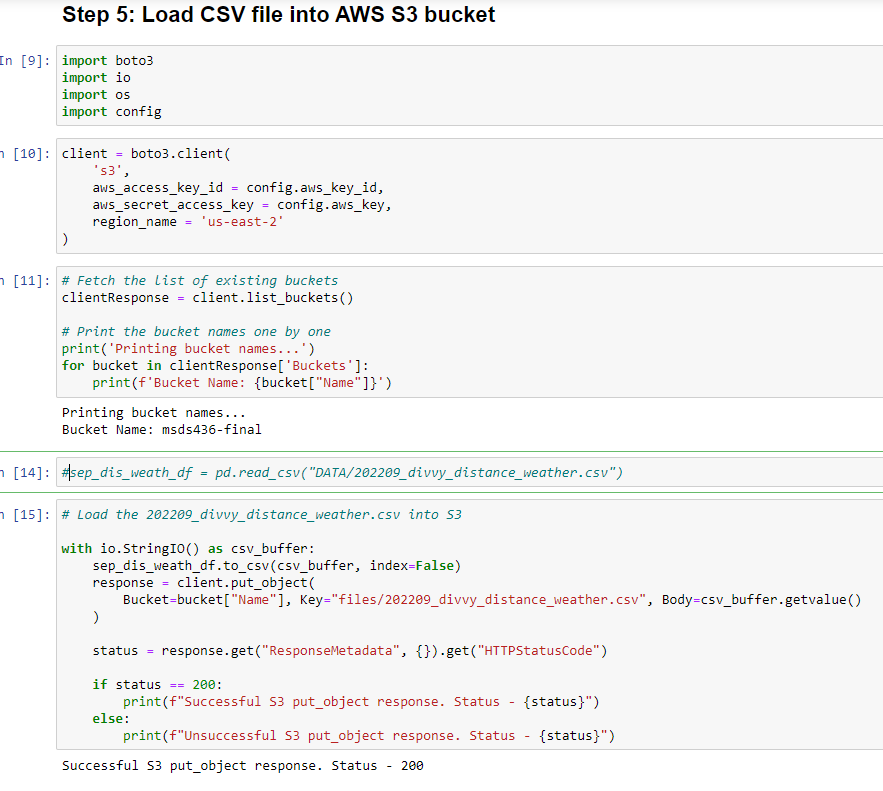 Step 5: Load CSV file into AWS S3 bucket
In [9]:
import boto3
import io
import os
import config
n [10]:
client = boto3.client(
    's3',
    aws_access_key_id = config.aws_key_id,
    aws_secret_access_key = config.aws_key,
    region_name = 'us-east-2'
)
n [11]:
# Fetch the list of existing buckets
clientResponse = client.list_buckets()
# Print the bucket names one by one
print('Printing bucket names...')
for bucket in clientResponse['Buckets']:
    print(f'Bucket Name: {bucket["Name"]}')
Printing bucket names...
Bucket Name: msds436-final
n [14]:
#sep_dis_weath_df = pd.read_csv("DATA/202209_divvy_distance_weather.csv")
n [15]:
# Load the 202209_divvy_distance_weather.csv into S3
with io.StringIO() as csv_buffer:
    sep_dis_weath_df.to_csv(csv_buffer, index=False)
    response = client.put_object(
        Bucket=bucket["Name"], Key="files/202209_divvy_distance_weather.csv", Body=csv_buffer.getvalue()
    )
    status = response.get("ResponseMetadata", {}).get("HTTPStatusCode")
    if status == 200:
        print(f"Successful S3 put_object response. Status - {status}")
    else:
        print(f"Unsuccessful S3 put_object response. Status - {status}")
Successful S3 put_object response. Status - 200